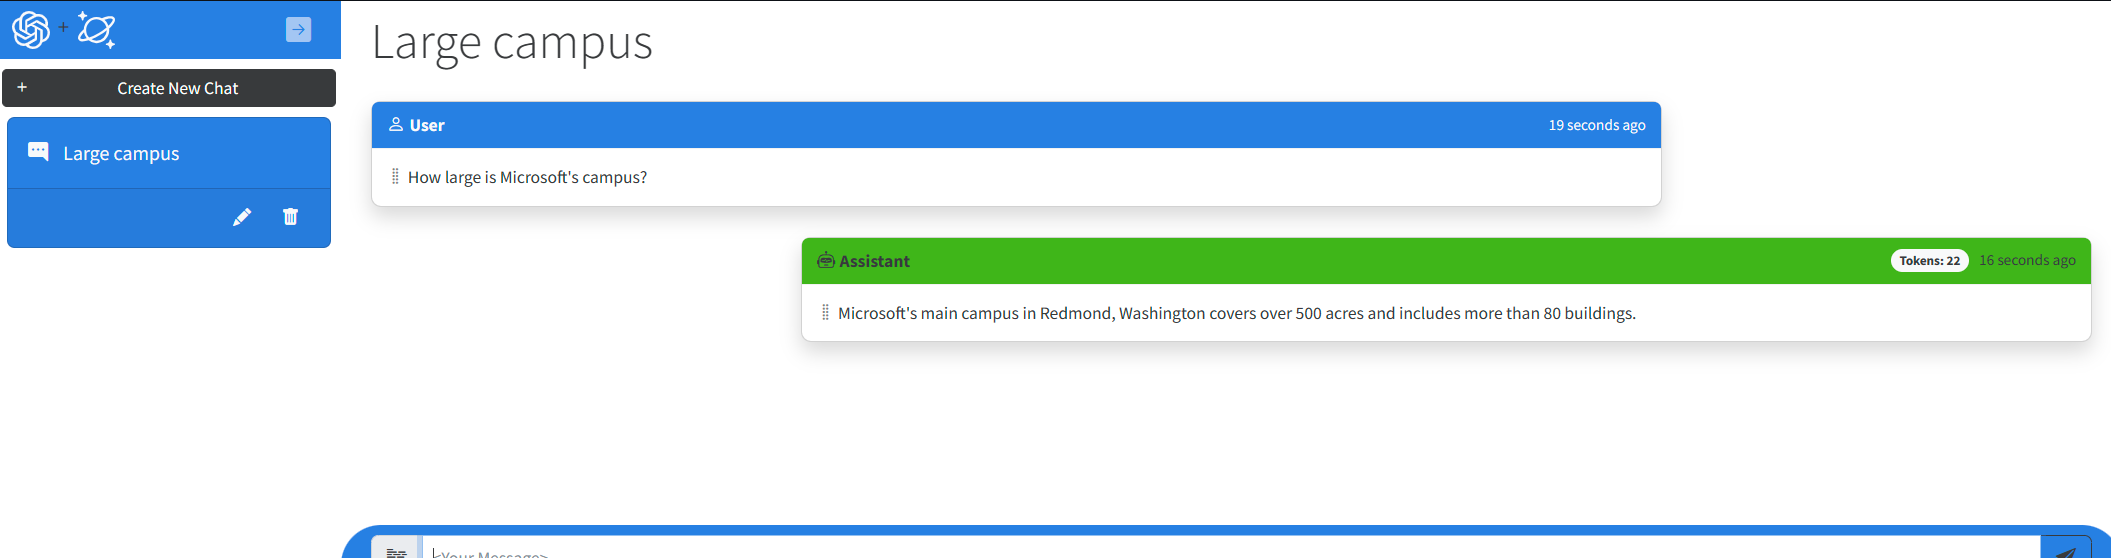 +
Large campus
+ Create New Chat
Large campus
User 19 seconds ago
How large is Microsoft's campus?
Assistant Tokens: 22 16 seconds ago
Microsoft's main campus in Redmond, Washington covers over 500 acres and includes more than 80 buildings.
<Your Message>